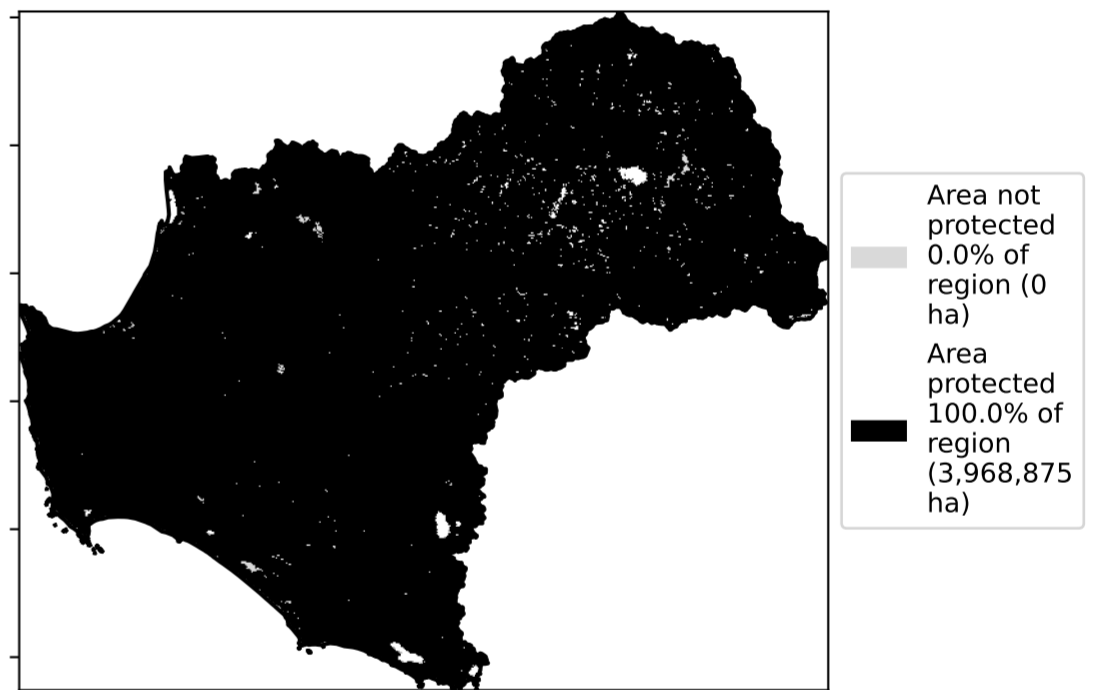 Area not
protected
0.0% of
region (0
ha)
Area
protected
100.0% of
region
(3,968,875
ha)